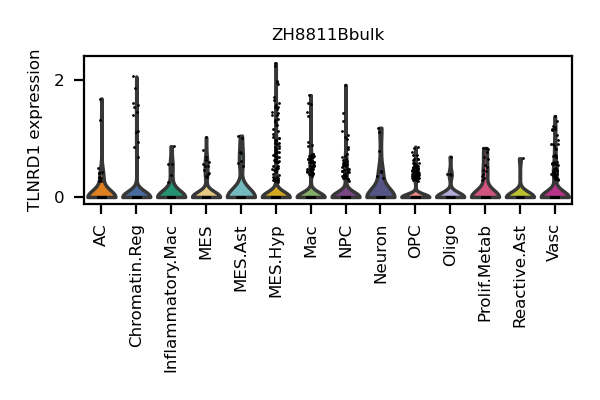 ZH8811Bbulk
TLNRD1 expression
2
0
AC
Chromatin.Reg
Inflammatory.Mac
MES
MES.Ast
MES.Hyp
Mac
NPC
Neuron
OPC
Oligo
Prolif.Metab
Reactive.Ast
Vasc